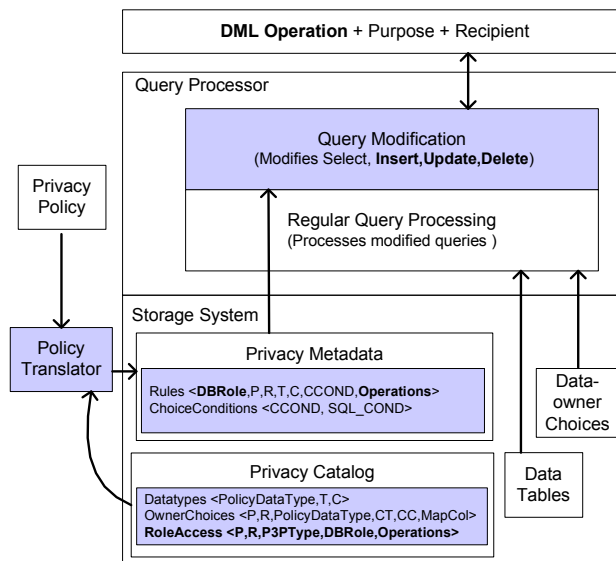 DML Operation + Purpose + Recipient
Query Processor
Query Modification
(Modifies Select, Insert,Update,Delete)
Regular Query Processing
(Processes modified queries )
Privacy
Policy
Policy
Translator
Storage System
Privacy Metadata
Rules <DBRole,P,R,T,C,CCOND,Operations>
ChoiceConditions <CCOND, SQL_COND>
Privacy Catalog
Datatypes <PolicyDataType,T,C>
OwnerChoices <P,R,PolicyDataType,CT,CC,MapCol>
RoleAccess <P,R,P3PType,DBRole,Operations>
Data
Tables
Data-
owner
Choices